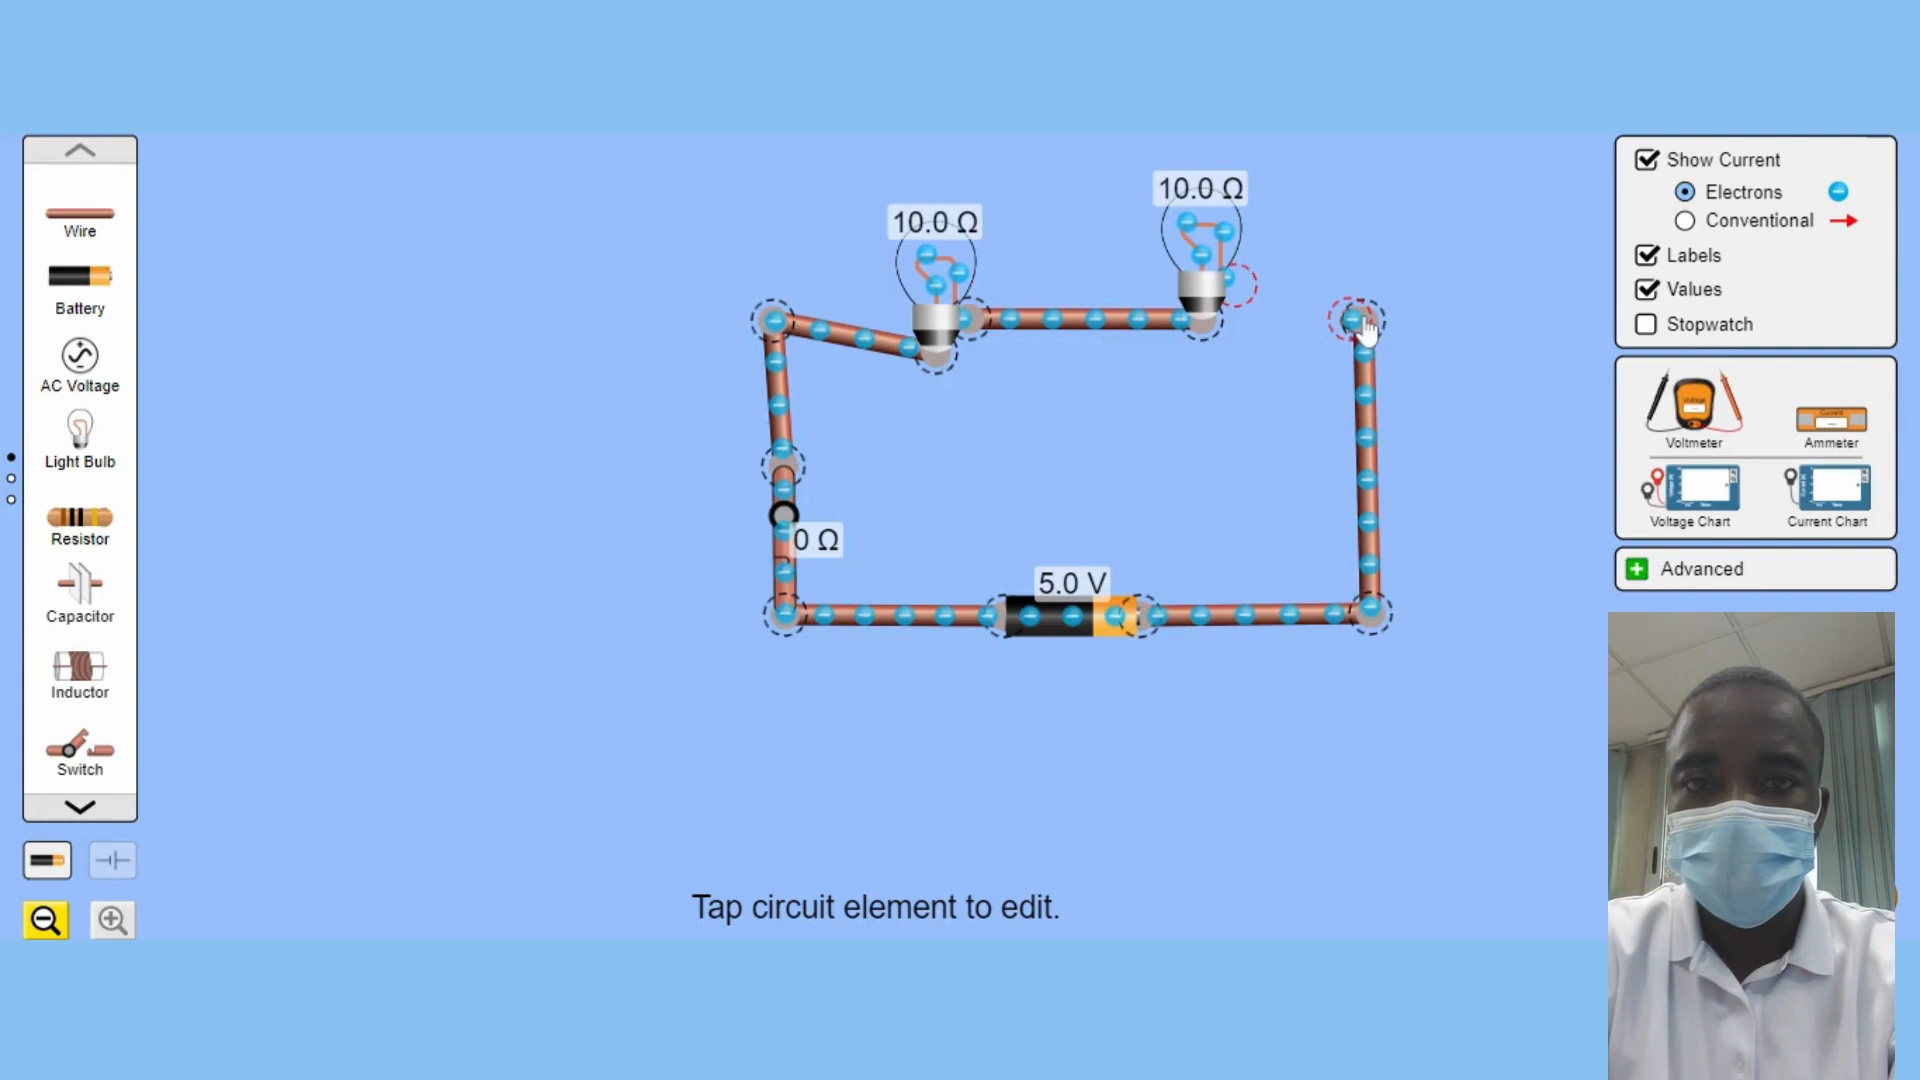 Wire
Battery
AC Voltage
Light Bulb
Resistor
Capacitor
Inductor
Switch
10.0 Ω
10.0 Ω
0 Ω
5.0 V
Tap circuit element to edit.
Show Current
Electrons
Conventional
Labels
Values
Stopwatch
Voltmeter
Ammeter
Voltage Chart
Current Chart
Advanced